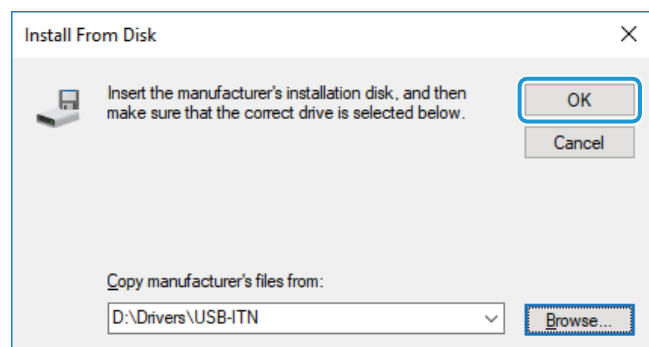 Install From Disk
Insert the manufacturer's installation disk, and then
make sure that the correct drive is selected below.
OK
Cancel
Copy manufacturer's files from:
D:\Drivers\USB-ITN
Browse...